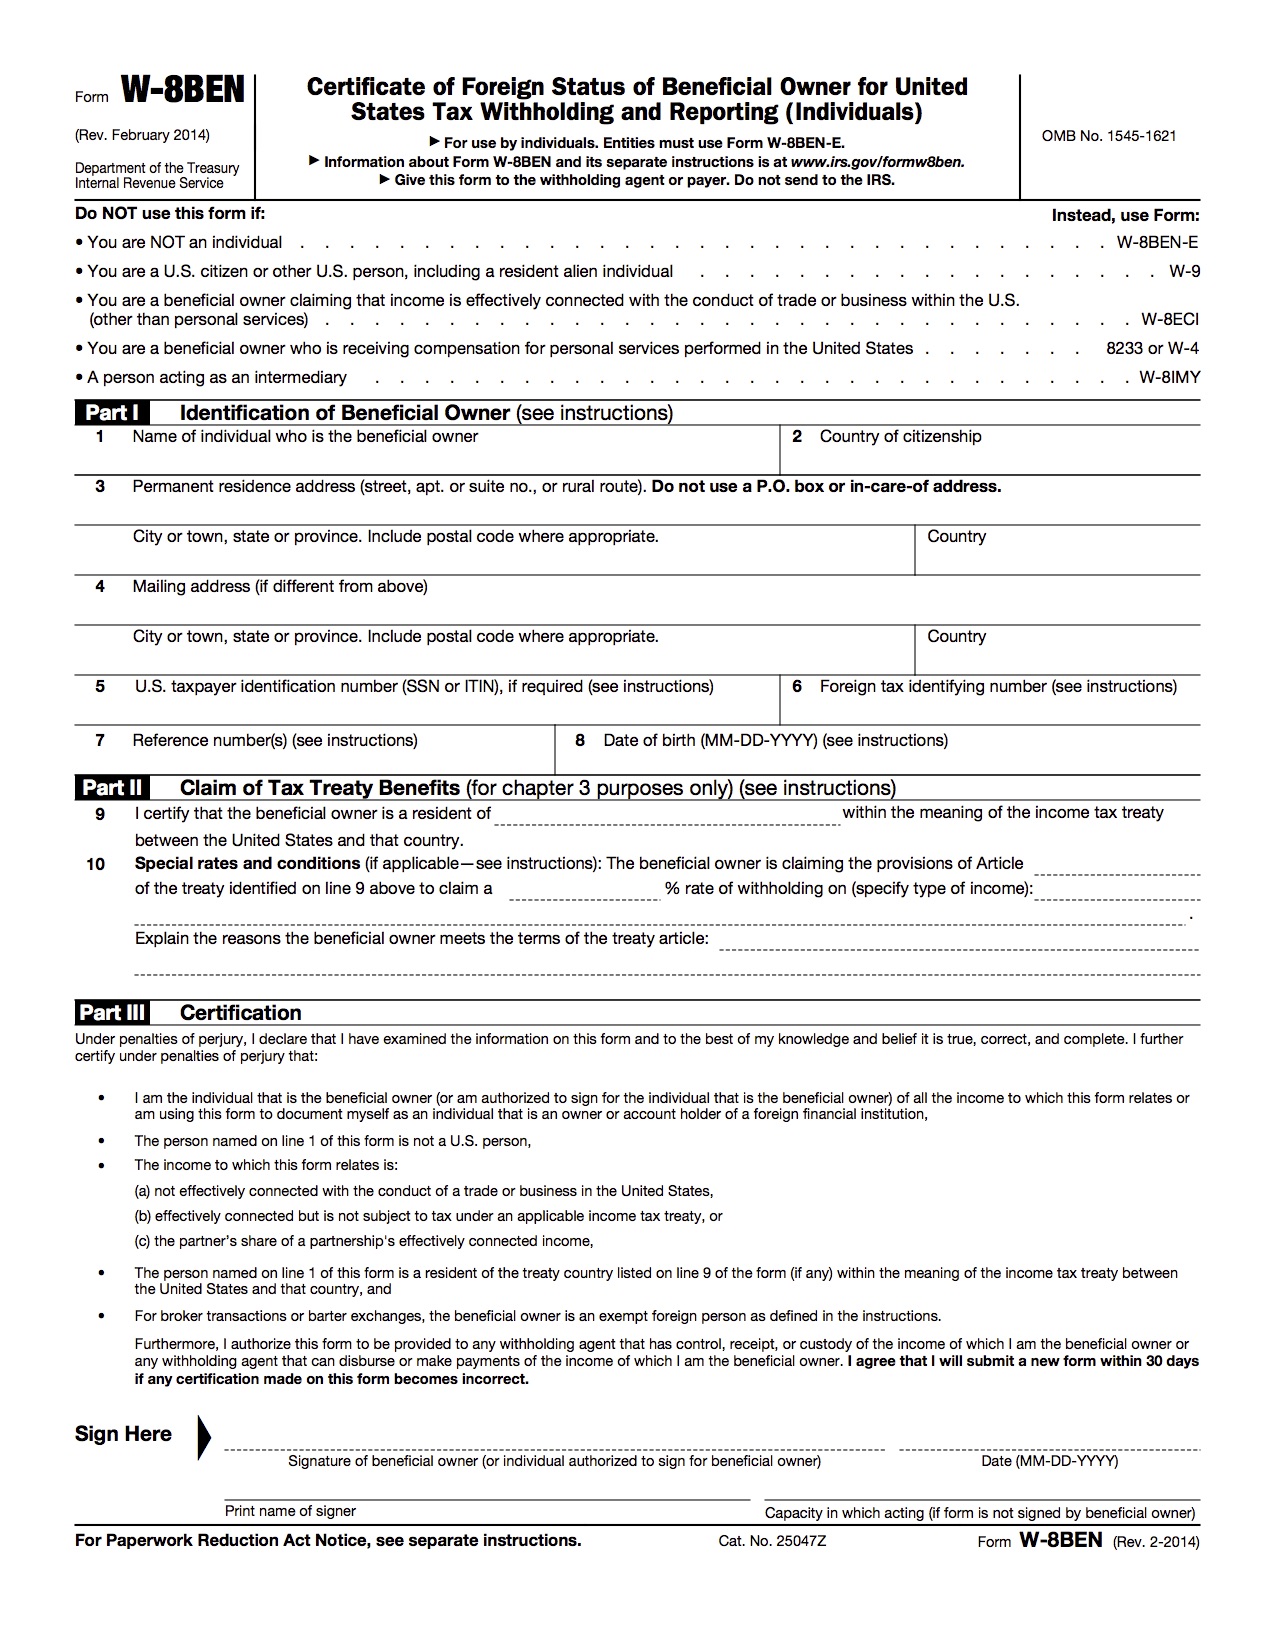 Form W-8BEN
(Rev. February 2014)
Department of the Treasury
Internal Revenue Service
Certificate of Foreign Status of Beneficial Owner for United
States Tax Withholding and Reporting (Individuals)
▶ For use by individuals. Entities must use Form W-8BEN-E.
▶ Information about Form W-8BEN and its separate instructions is at www.irs.gov/formw8ben.
▶ Give this form to the withholding agent or payer. Do not send to the IRS.
OMB No. 1545-1621
Do NOT use this form if: Instead, use Form:
• You are NOT an individual . . . . . . . . . . . . . . . . . . . . . . . . . . . . . . . . . W-8BEN-E
• You are a U.S. citizen or other U.S. person, including a resident alien individual . . . . . . . . . . . . . . . . . . . W-9
• You are a beneficial owner claiming that income is effectively connected with the conduct of trade or business within the U.S.
(other than personal services) . . . . . . . . . . . . . . . . . . . . . . . . . . . . . . . . . W-8ECI
• You are a beneficial owner who is receiving compensation for personal services performed in the United States . . . . . . . 8233 or W-4
• A person acting as an intermediary . . . . . . . . . . . . . . . . . . . . . . . . . . . . . . . W-8IMY
Part I Identification of Beneficial Owner (see instructions)
1 Name of individual who is the beneficial owner
2 Country of citizenship
3 Permanent residence address (street, apt. or suite no., or rural route). Do not use a P.O. box or in-care-of address.
City or town, state or province. Include postal code where appropriate.
Country
4 Mailing address (if different from above)
City or town, state or province. Include postal code where appropriate.
Country
5 U.S. taxpayer identification number (SSN or ITIN), if required (see instructions)
6 Foreign tax identifying number (see instructions)
7 Reference number(s) (see instructions)
8 Date of birth (MM-DD-YYYY) (see instructions)
Part II Claim of Tax Treaty Benefits (for chapter 3 purposes only) (see instructions)
9 I certify that the beneficial owner is a resident of within the meaning of the income tax treaty
between the United States and that country.
10 Special rates and conditions (if applicable—see instructions): The beneficial owner is claiming the provisions of Article
of the treaty identified on line 9 above to claim a % rate of withholding on (specify type of income):
.
Explain the reasons the beneficial owner meets the terms of the treaty article:
Part III Certification
Under penalties of perjury, I declare that I have examined the information on this form and to the best of my knowledge and belief it is true, correct, and complete. I further
certify under penalties of perjury that:
• I am the individual that is the beneficial owner (or am authorized to sign for the individual that is the beneficial owner) of all the income to which this form relates or
am using this form to document myself as an individual that is an owner or account holder of a foreign financial institution,
• The person named on line 1 of this form is not a U.S. person,
• The income to which this form relates is:
(a) not effectively connected with the conduct of a trade or business in the United States,
(b) effectively connected but is not subject to tax under an applicable income tax treaty, or
(c) the partner's share of a partnership's effectively connected income,
• The person named on line 1 of this form is a resident of the treaty country listed on line 9 of the form (if any) within the meaning of the income tax treaty between
the United States and that country, and
• For broker transactions or barter exchanges, the beneficial owner is an exempt foreign person as defined in the instructions.
Furthermore, I authorize this form to be provided to any withholding agent that has control, receipt, or custody of the income of which I am the beneficial owner or
any withholding agent that can disburse or make payments of the income of which I am the beneficial owner. I agree that I will submit a new form within 30 days
if any certification made on this form becomes incorrect.
Sign Here
Signature of beneficial owner (or individual authorized to sign for beneficial owner)
Date (MM-DD-YYYY)
Print name of signer
Capacity in which acting (if form is not signed by beneficial owner)
For Paperwork Reduction Act Notice, see separate instructions. Cat. No. 25047Z Form W-8BEN (Rev. 2-2014)